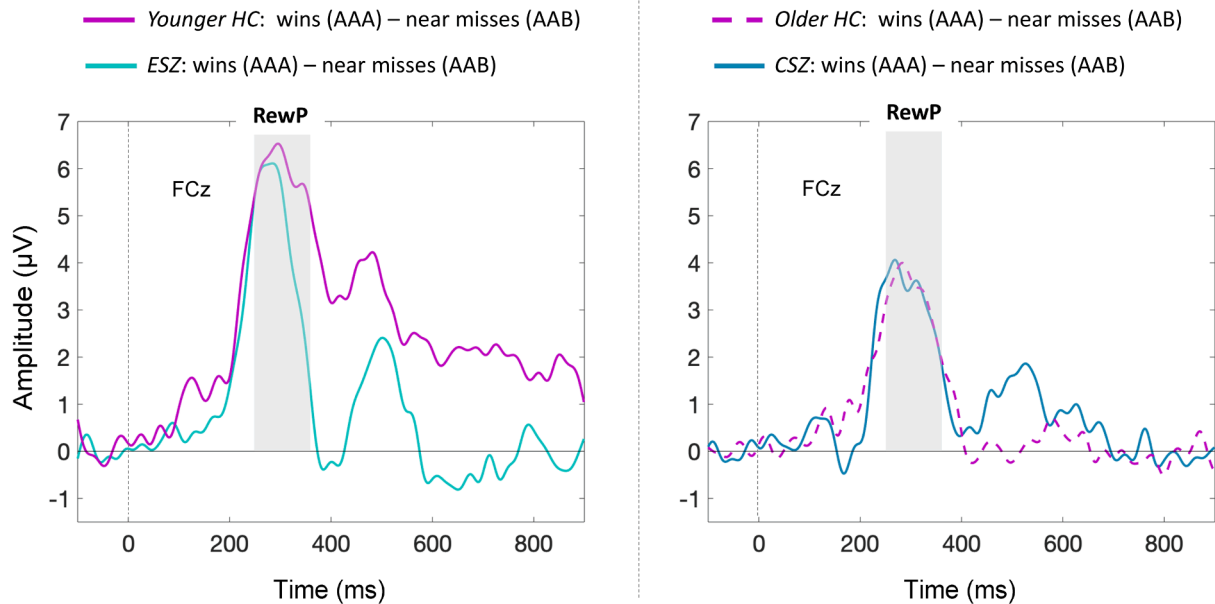 Younger HC: wins (AAA) – near misses (AAB)
ESZ: wins (AAA) – near misses (AAB)
RewP
7
6
5
4
3
2
1
0
-1
FCz
Amplitude (µV)
0 200 400 600 800
Time (ms)
Older HC: wins (AAA) – near misses (AAB)
CSZ: wins (AAA) – near misses (AAB)
RewP
7
6
5
4
3
2
1
0
-1
FCz
0 200 400 600 800
Time (ms)